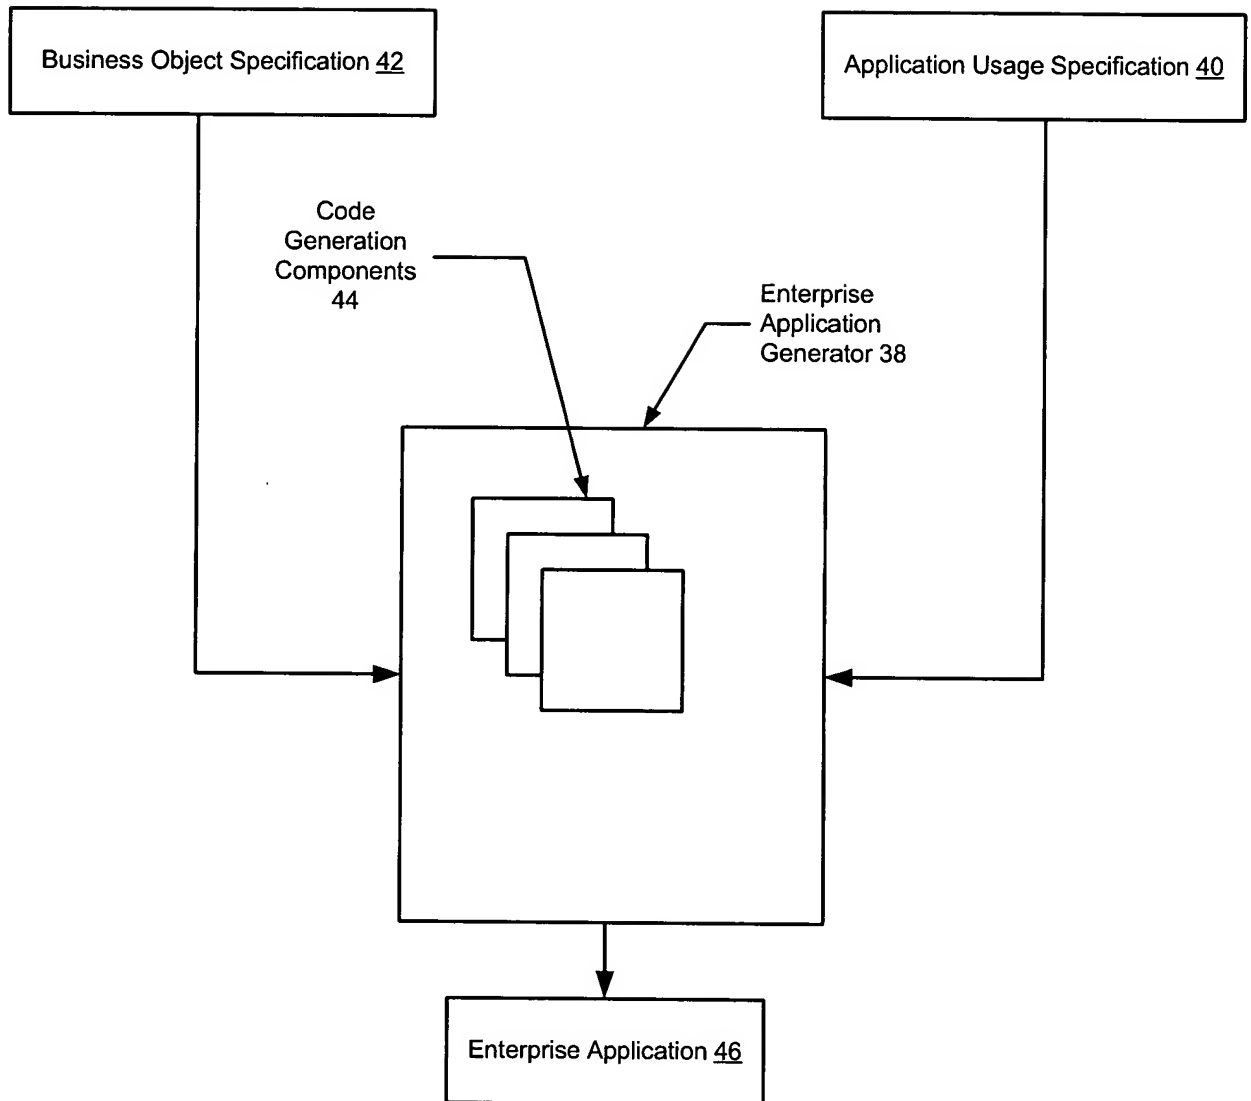 Business Object Specification 42
Application Usage Specification 40
Code
Generation
Components
44
Enterprise
Application
Generator 38
Enterprise Application 46